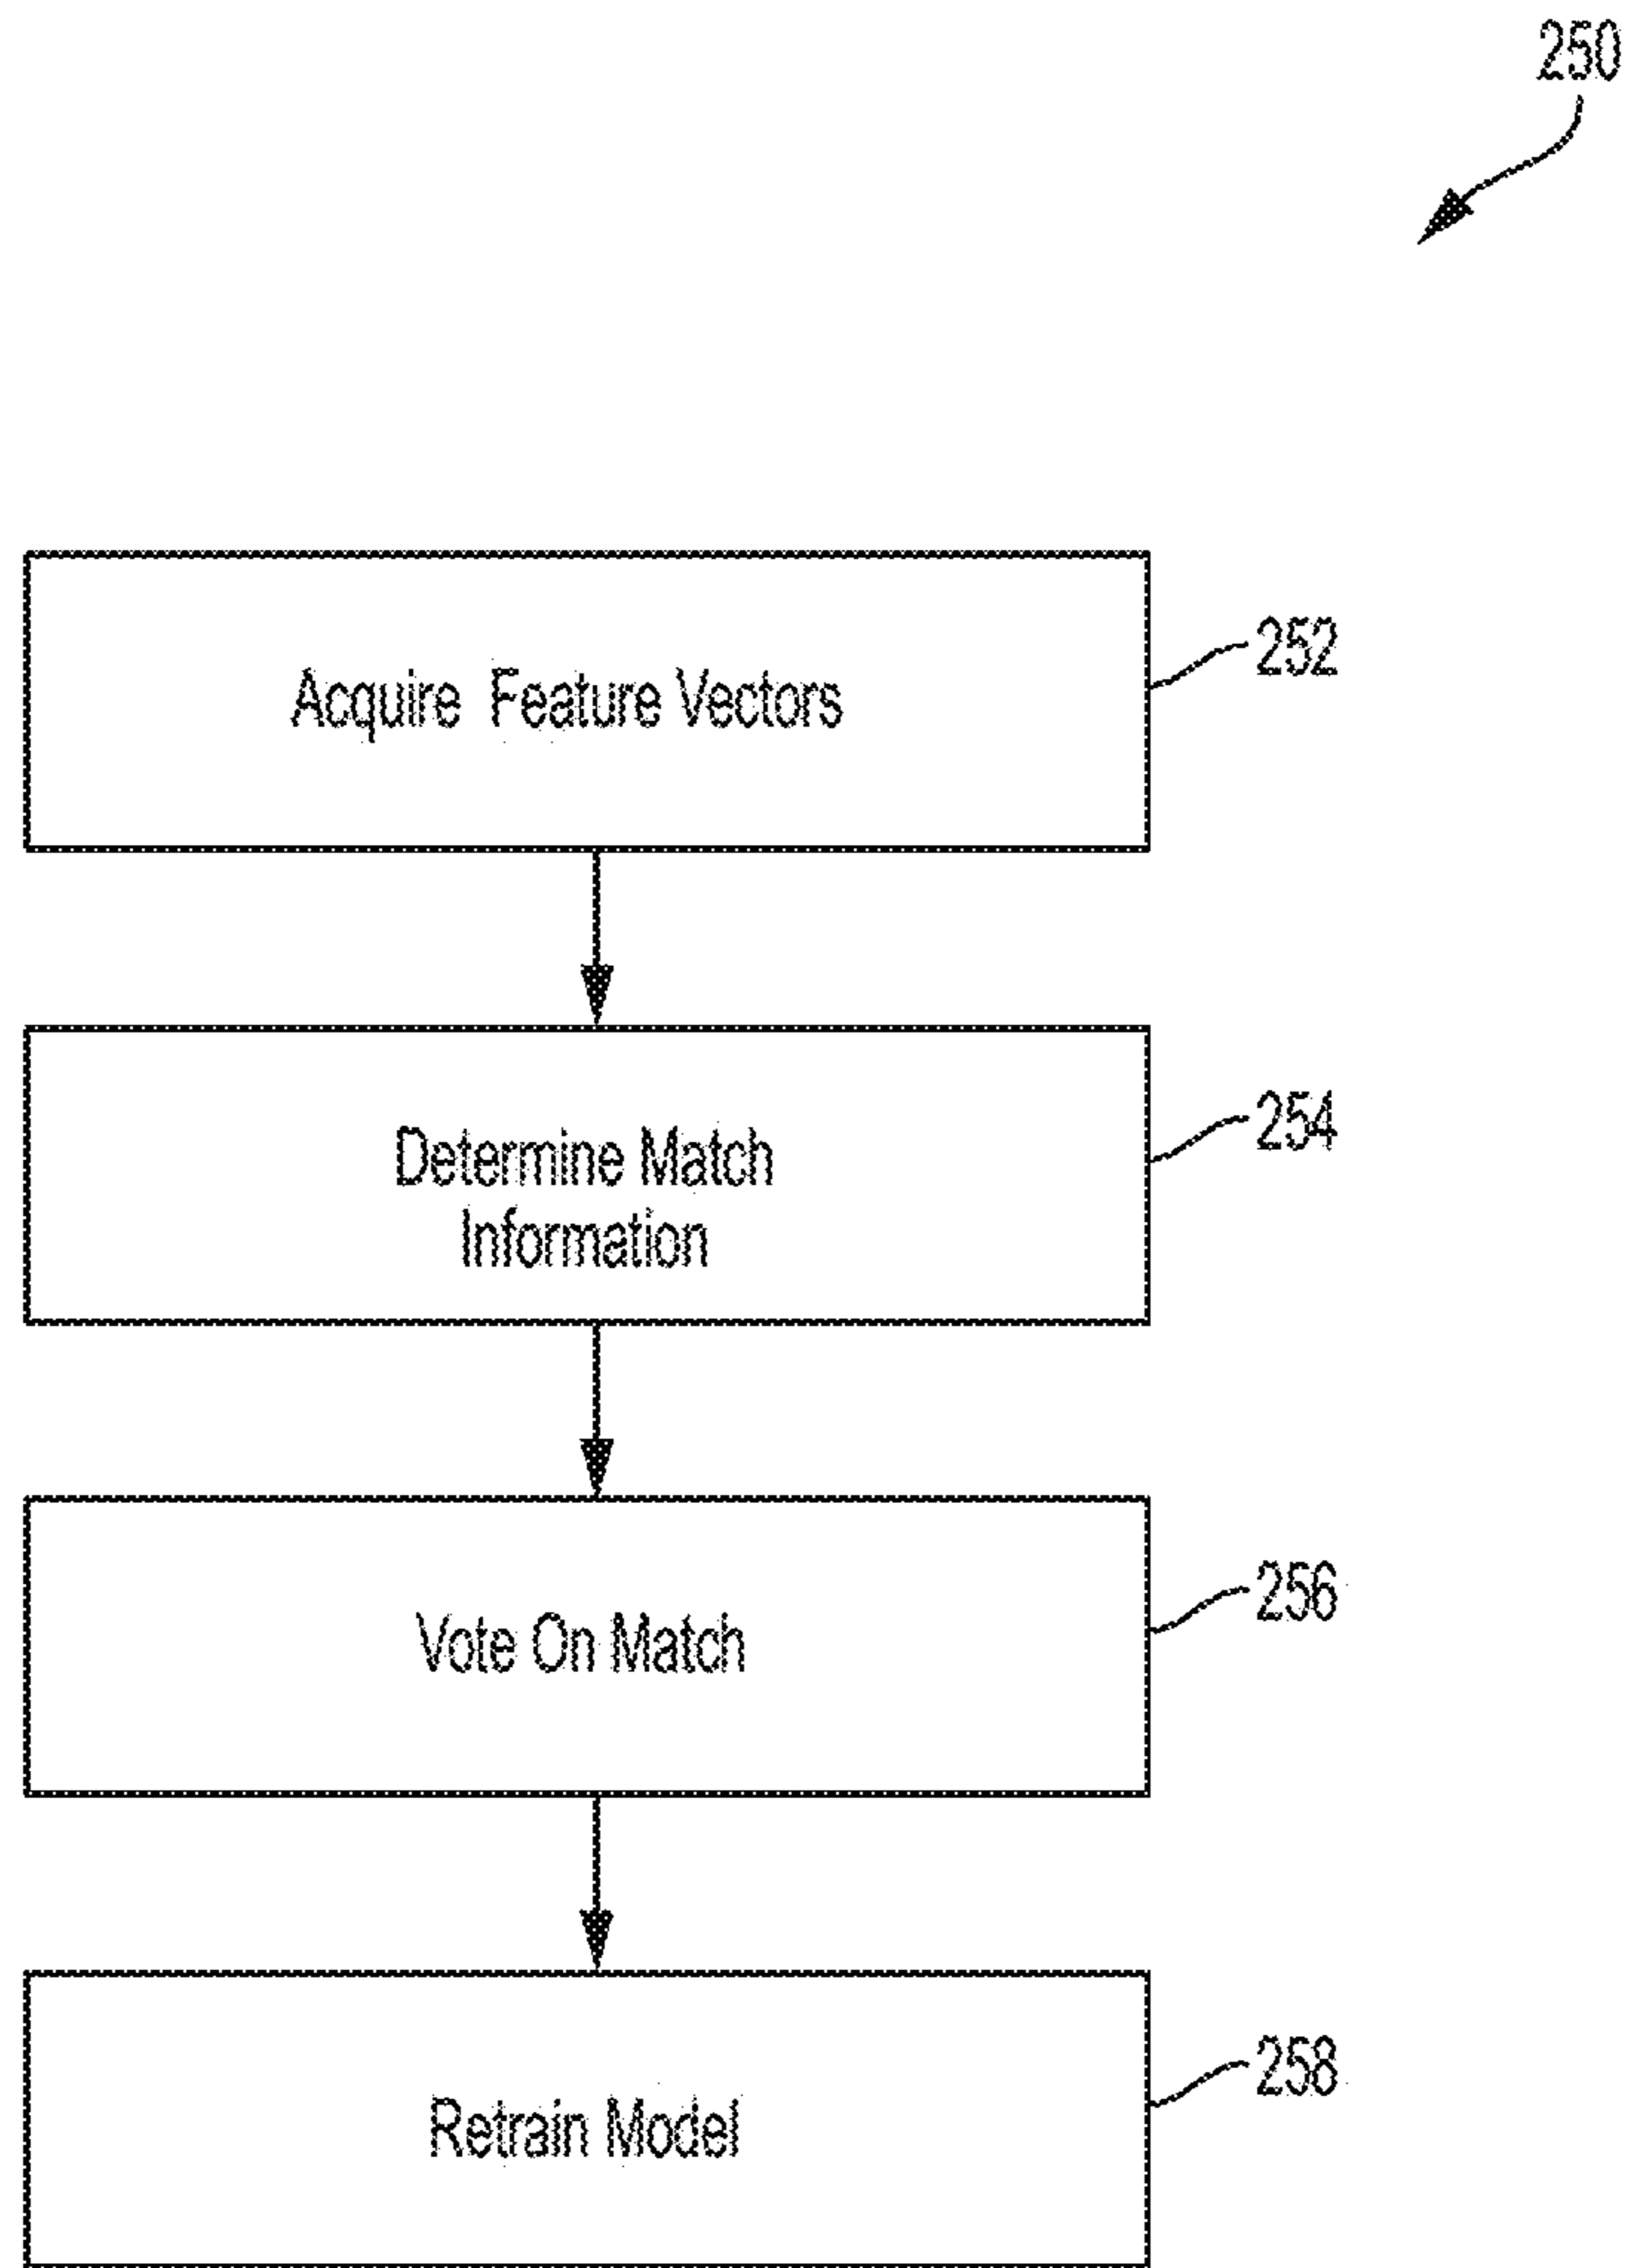 250
Acquire Feature Vectors
252
Determine Match
Information
254
Vote On Match
256
Retrain Model
258